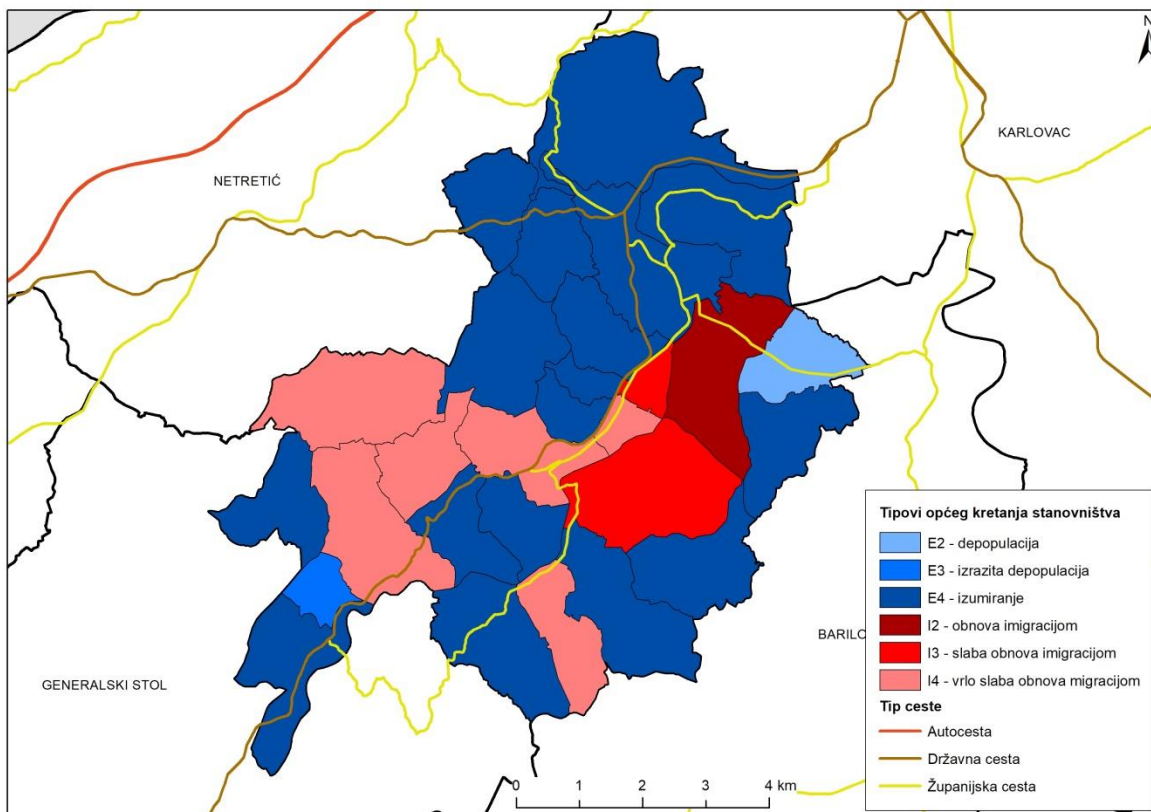 N
KARLOVAC
NETRETIĆ
GENERALSKI STOL
BARILO
Tipovi općeg kretanja stanovništva
E2 - depopulacija
E3 - izrazita depopulacija
E4 - izumiranje
I2 - obnova imigracijom
I3 - slaba obnova imigracijom
I4 - vrlo slaba obnova migracijom
Tip ceste
Autocesta
Državna cesta
Županijska cesta
0 1 2 3 4 km